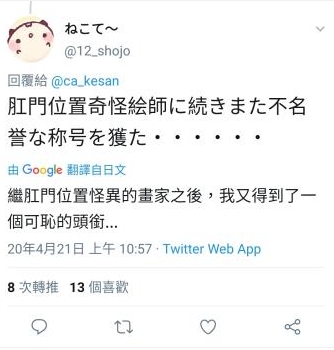 ねこて〜
@12_shojo
回覆給 @ca_kesan
肛門位置奇怪絵師に続きまた不名
誉な称号を獲た・・・・・・
由 Google 翻譯自日文
繼肛門位置怪異的畫家之後，我又得到了一
個可恥的頭銜...
20年4月21日 上午 10:57 · Twitter Web App
8 次轉推 13 個喜歡